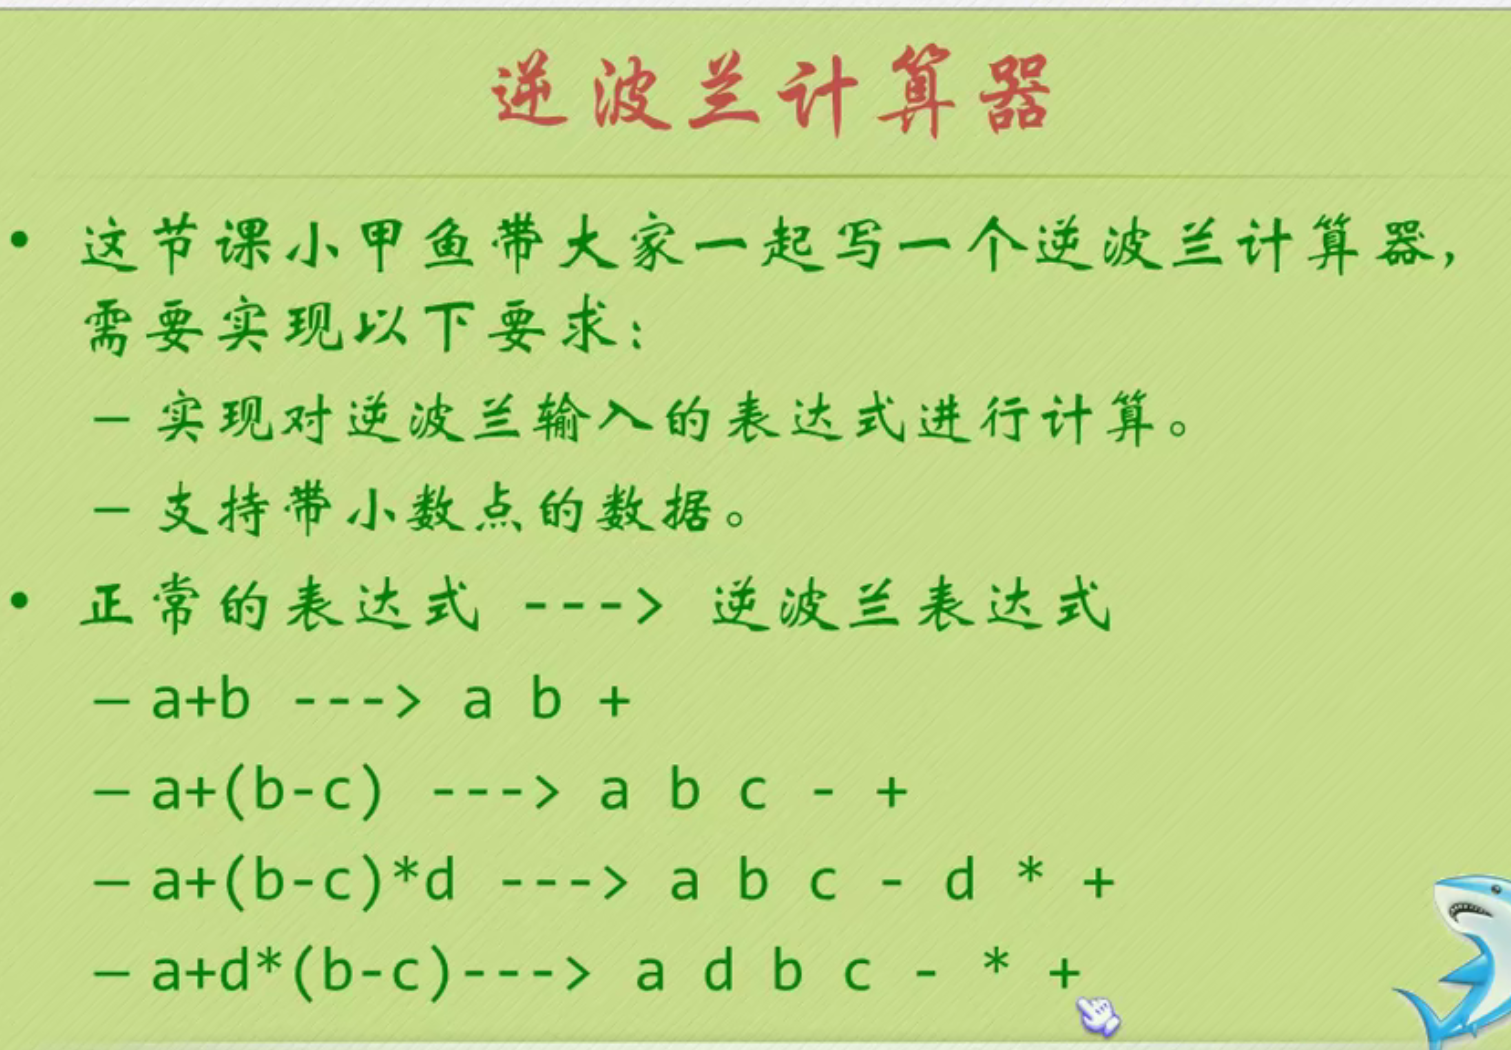 逆波兰计算器
• 这节课小甲鱼带大家一起写一个逆波兰计算器,
需要实现以下要求:
– 实现对逆波兰输入的表达式进行计算。
– 支持带小数点的数据。
• 正常的表达式 ---> 逆波兰表达式
– a+b ---> a b +
– a+(b-c) ---> a b c - +
– a+(b-c)*d ---> a b c - d * +
– a+d*(b-c)---> a d b c - * +